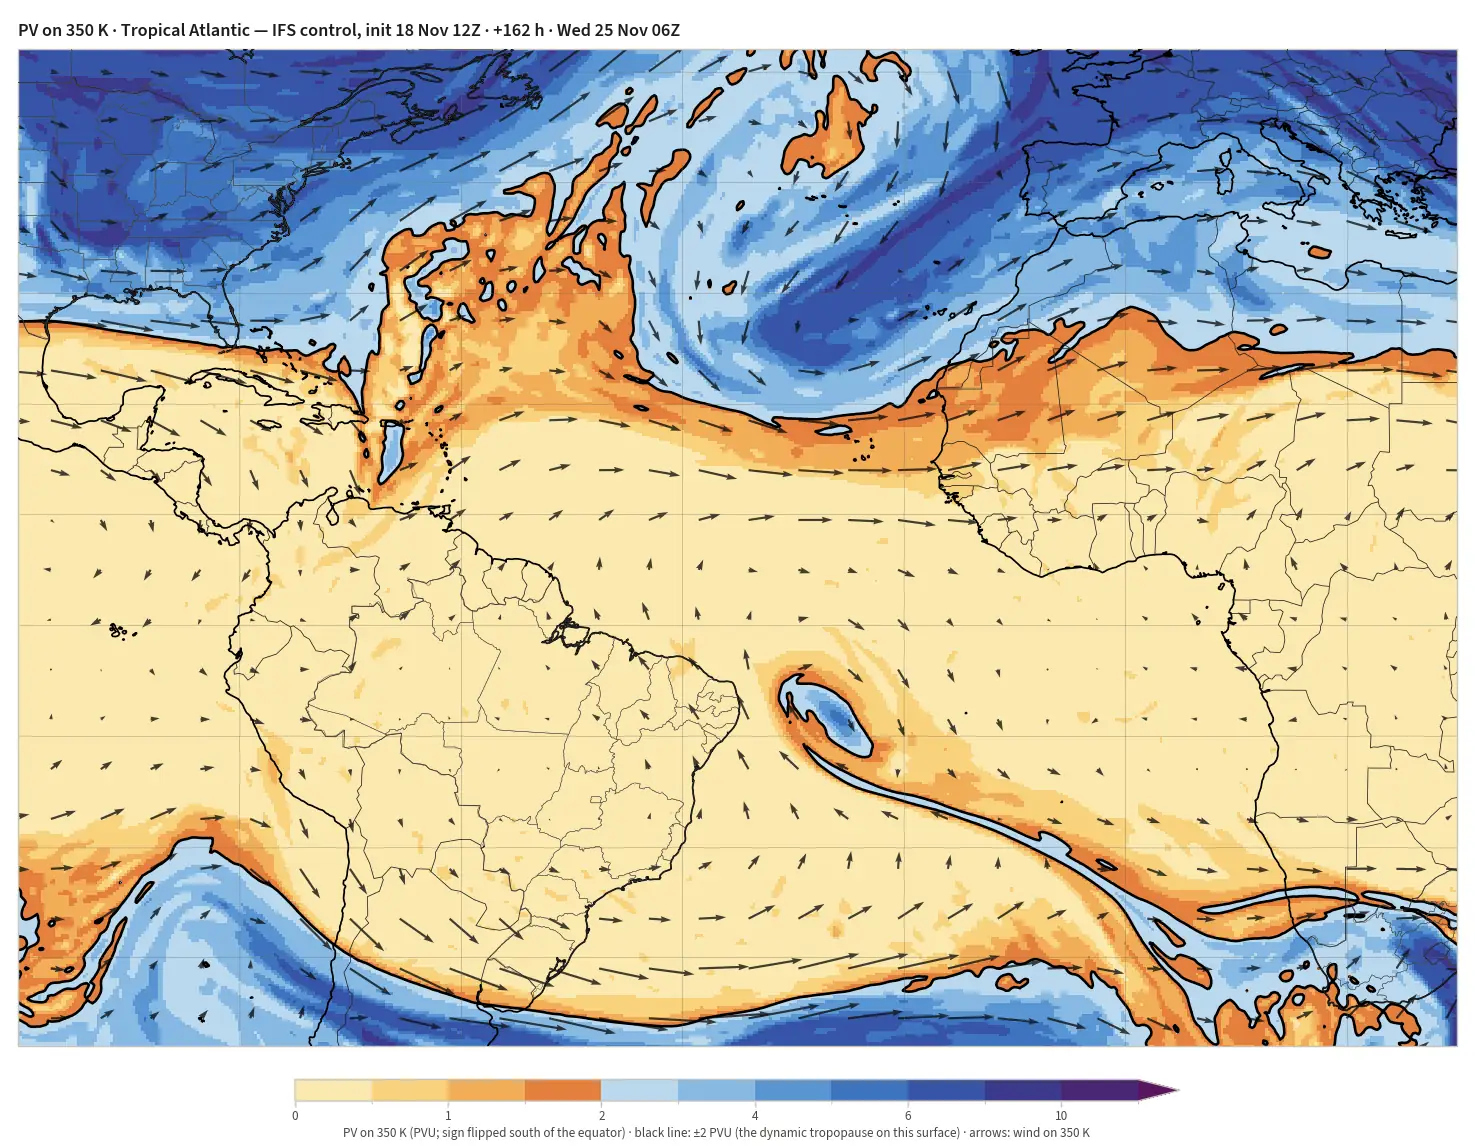 PV on 350 K · Tropical Atlantic — IFS control, init 18 Nov 12Z · +162 h · Wed 25 Nov 06Z
0 1 2 4 6 10
PV on 350 K (PVU; sign flipped south of the equator) · black line: ±2 PVU (the dynamic tropopause on this surface) · arrows: wind on 350 K